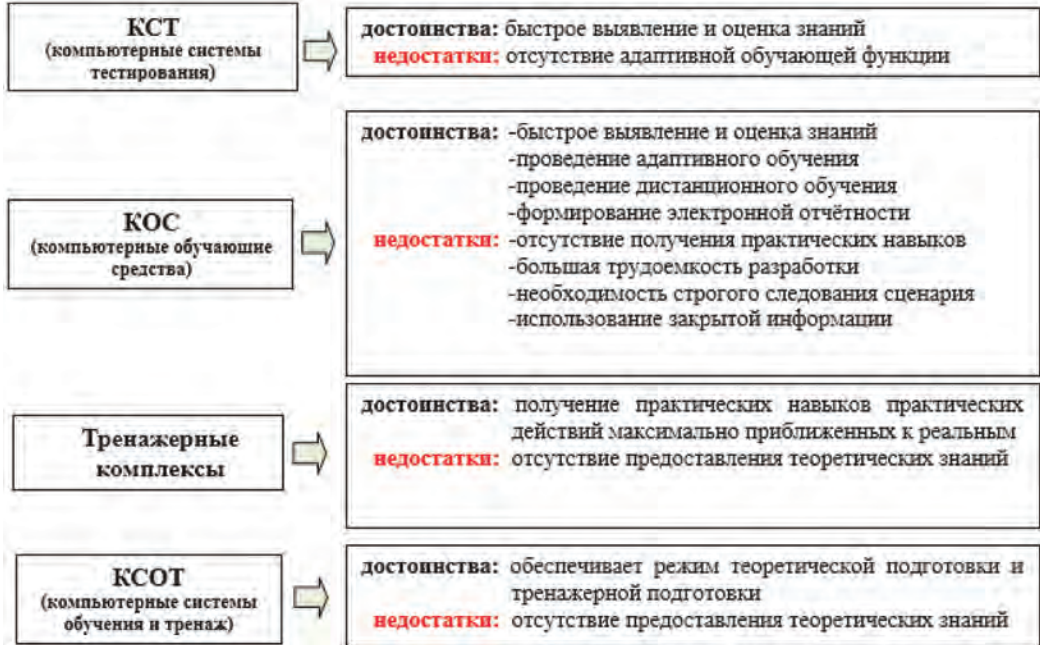 КСТ
(компьютерные системы
тестирования)
достоинства: быстрое выявление и оценка знаний
недостатки: отсутствие адаптивной обучающей функции
КОС
(компьютерные обучающие
средства)
достоинства: -быстрое выявление и оценка знаний
-проведение адаптивного обучения
-проведение дистанционного обучения
-формирование электронной отчётности
недостатки: -отсутствие получения практических навыков
-большая трудоемкость разработки
-необходимость строгого следования сценария
-использование закрытой информации
Тренажерные
комплексы
достоинства: получение практических навыков практических
действий максимально приближенных к реальным
недостатки: отсутствие предоставления теоретических знаний
КСОТ
(компьютерные системы
обучения и тренаж)
достоинства: обеспечивает режим теоретической подготовки и
тренажерной подготовки
недостатки: отсутствие предоставления теоретических знаний